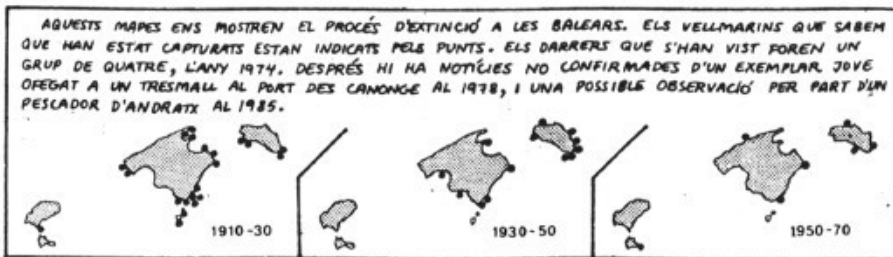 AQUESTS MAPES ENS MOSTREN EL PROCÉS D'EXTINCIÓ A LES BALEARS. ELS VELLMARINS QUE SABEM
QUE HAN ESTAT CAPTURATS ESTAN INDICATS PELS PUNTS. ELS DARRERS QUE S'HAN VIST FOREN UN
GRUP DE QUATRE, L'ANY 1974. DESPRÉS HI HA NOTÍCIES NO CONFIRMADES D'UN EXEMPLAR JOVE
OFEGAT A UN TRESMALL AL PORT DES CANONGE AL 1978, I UNA POSSIBLE OBSERVACIÓ PER PART D'UN
PESCADOR D'ANDRATX AL 1985.
1910-30
1930-50
1950-70